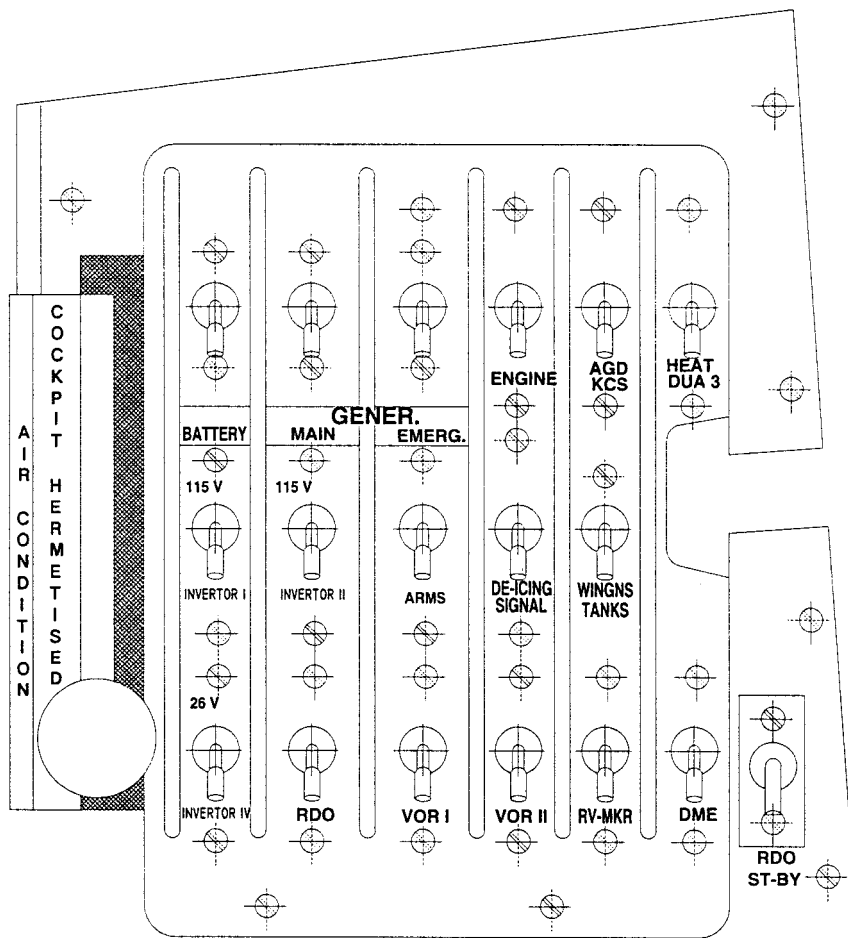 COCKPIT HERMETISED
AIR CONDITION
ENGINE
AGD
KCS
HEAT
DUA 3
GENER.
BATTERY
MAIN
EMERG.
115 V
115 V
INVERTOR I
INVERTOR II
ARMS
DE-ICING
SIGNAL
WINGNS
TANKS
26 V
INVERTOR IV
RDO
VOR I
VOR II
RV-MKR
DME
RDO
ST-BY